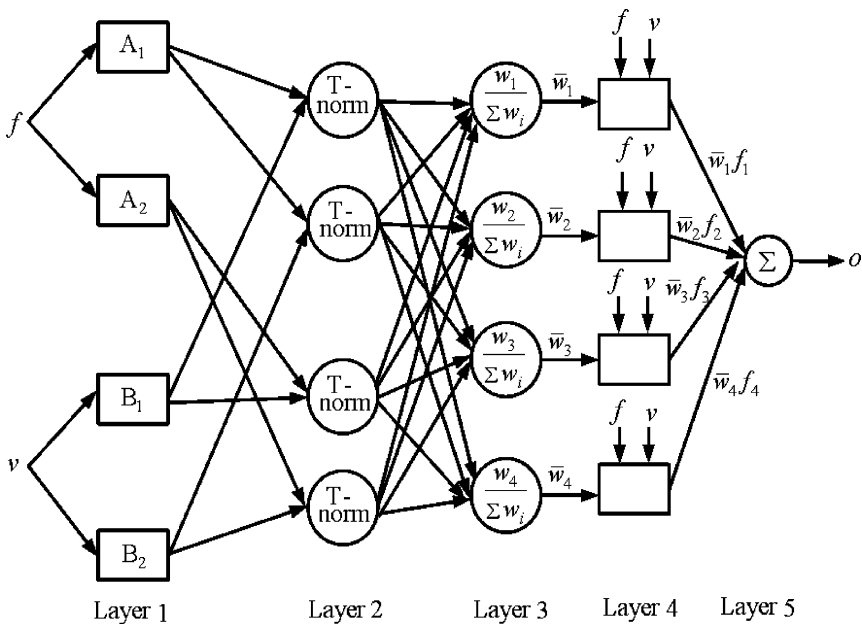 f
A₁
A₂
v
B₁
B₂
T-
norm
T-
norm
T-
norm
T-
norm
w₁
Σwᵢ
w₂
Σwᵢ
w₃
Σwᵢ
w₄
Σwᵢ
w̅₁
w̅₂
w̅₃
w̅₄
f v
f v
f v
f v
w̅₁f₁
w̅₂f₂
w̅₃f₃
w̅₄f₄
Σ
o
Layer 1 Layer 2 Layer 3 Layer 4 Layer 5